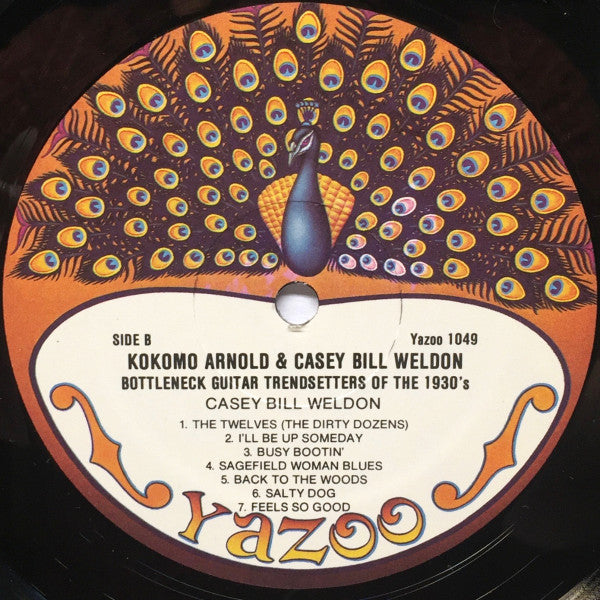 SIDE B
Yazoo 1049
KOKOMO ARNOLD & CASEY BILL WELDON
BOTTLENECK GUITAR TRENDSETTERS OF THE 1930's
CASEY BILL WELDON
1. THE TWELVES (THE DIRTY DOZENS)
2. I'LL BE UP SOMEDAY
3. BUSY BOOTIN'
4. SAGEFIELD WOMAN BLUES
5. BACK TO THE WOODS
6. SALTY DOG
7. FEELS SO GOOD
Yazoo